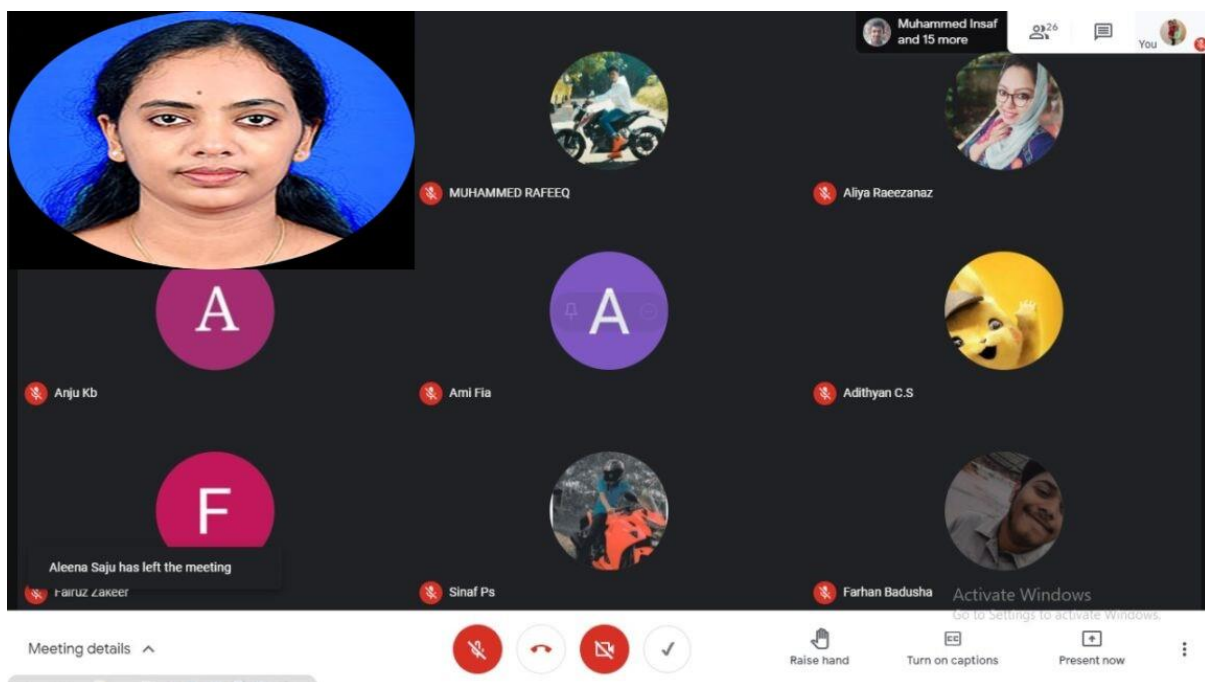 Muhammed Insaf
and 15 more
26
You
MUHAMMED RAFEEQ
Aliya Raeezanaz
A
A
Anju Kb
Ami Fia
Adithyan C.S
F
Aleena Saju has left the meeting
Fairuz Zakeer
Sinaf Ps
Farhan Badusha
Activate Windows
Go to Settings to activate Windows.
Meeting details
Raise hand
CC
Turn on captions
Present now